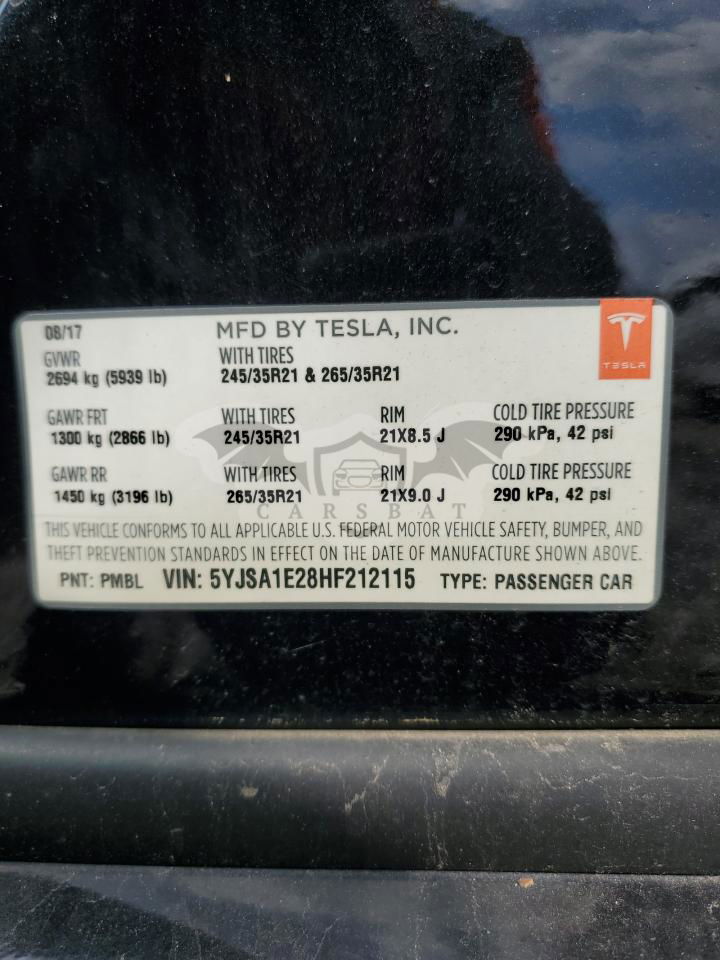 08/17 MFD BY TESLA, INC.
GVWR WITH TIRES
2694 kg (5939 lb) 245/35R21 & 265/35R21
TESLA
GAWR FRT WITH TIRES RIM COLD TIRE PRESSURE
1300 kg (2866 lb) 245/35R21 21X8.5 J 290 kPa, 42 psi
GAWR RR WITH TIRES RIM COLD TIRE PRESSURE
1450 kg (3196 lb) 265/35R21 21X9.0 J 290 kPa, 42 psi
CARSBAT
THIS VEHICLE CONFORMS TO ALL APPLICABLE U.S. FEDERAL MOTOR VEHICLE SAFETY, BUMPER, AND
THEFT PREVENTION STANDARDS IN EFFECT ON THE DATE OF MANUFACTURE SHOWN ABOVE.
PNT: PMBL VIN: 5YJSA1E28HF212115 TYPE: PASSENGER CAR